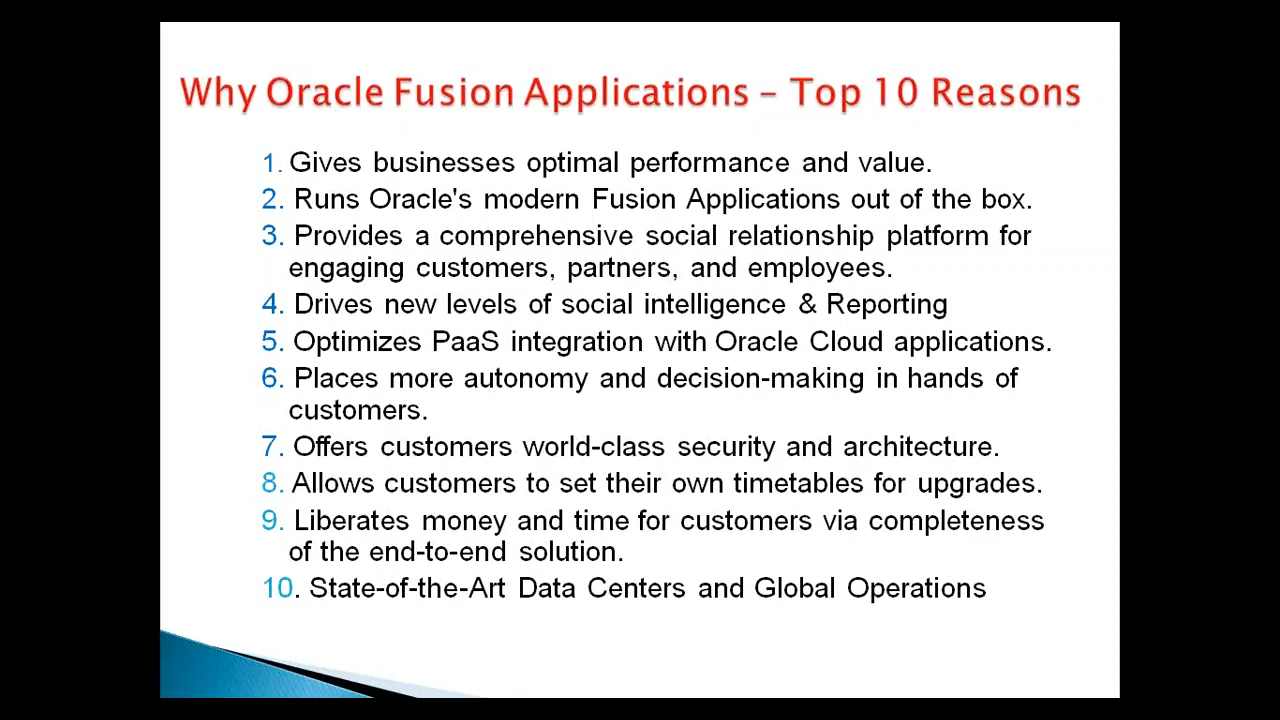 Why Oracle Fusion Applications – Top 10 Reasons
1. Gives businesses optimal performance and value.
2. Runs Oracle's modern Fusion Applications out of the box.
3. Provides a comprehensive social relationship platform for
engaging customers, partners, and employees.
4. Drives new levels of social intelligence & Reporting
5. Optimizes PaaS integration with Oracle Cloud applications.
6. Places more autonomy and decision-making in hands of
customers.
7. Offers customers world-class security and architecture.
8. Allows customers to set their own timetables for upgrades.
9. Liberates money and time for customers via completeness
of the end-to-end solution.
10. State-of-the-Art Data Centers and Global Operations